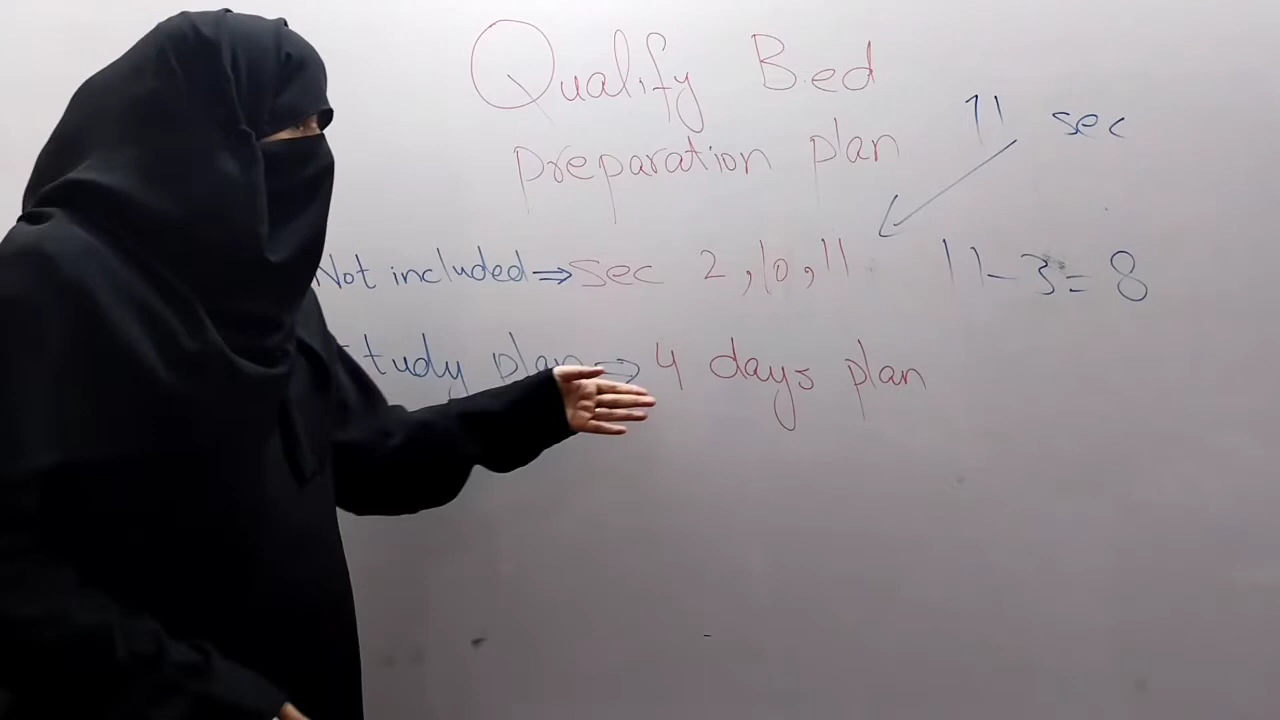 Qualify Bed
preparation plan
11 sec
Not included ⇒ sec 2, 10, 11
11 - 3 = 8
tudy plan ⇒ 4 days plan